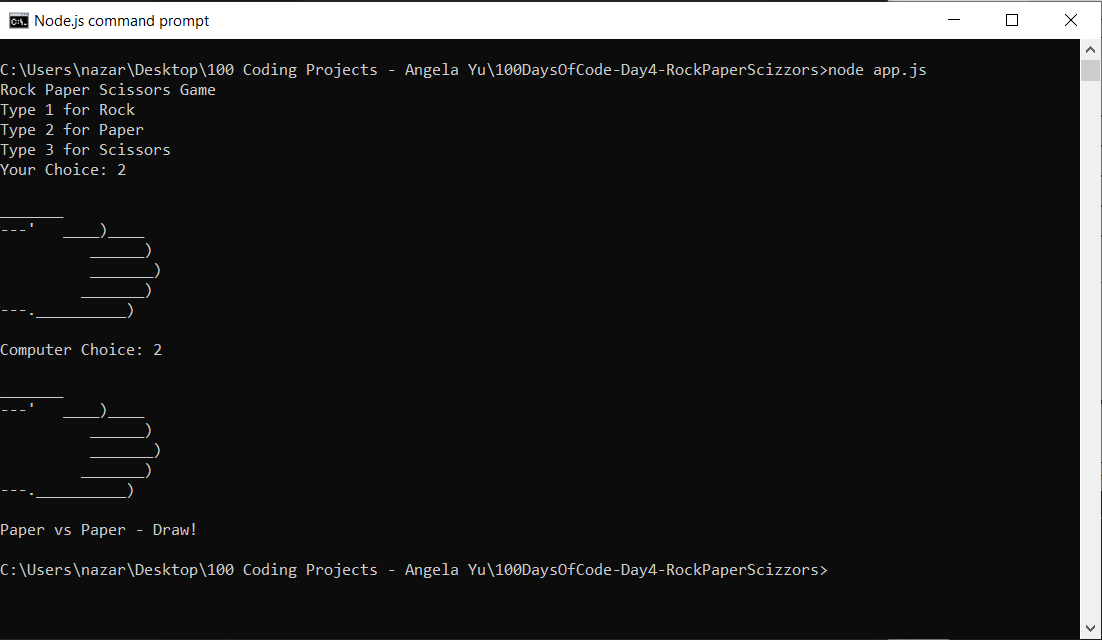 Node.js command prompt
C:\Users\nazar\Desktop\100 Coding Projects - Angela Yu\100DaysOfCode-Day4-RockPaperScizzors>node app.js
Rock Paper Scissors Game
Type 1 for Rock
Type 2 for Paper
Type 3 for Scissors
Your Choice: 2

_______
---'   ____)____
          ______)
          _______)
         _______)
---.__________)

Computer Choice: 2

_______
---'   ____)____
          ______)
          _______)
         _______)
---.__________)

Paper vs Paper - Draw!

C:\Users\nazar\Desktop\100 Coding Projects - Angela Yu\100DaysOfCode-Day4-RockPaperScizzors>